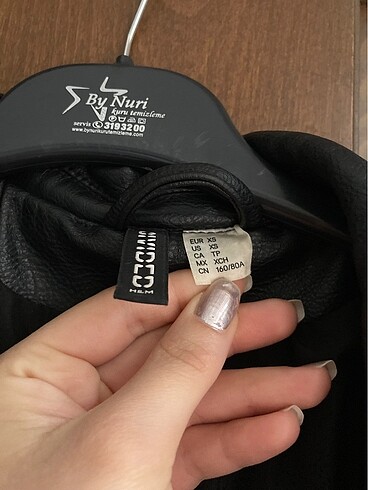 By Nuri
kuru temizleme
servis 3193200
www.bynurikurutemizleme.com
DIVIDED
H&M
EUR XS
US XS
CA TP
MX XCH
CN 160/80A